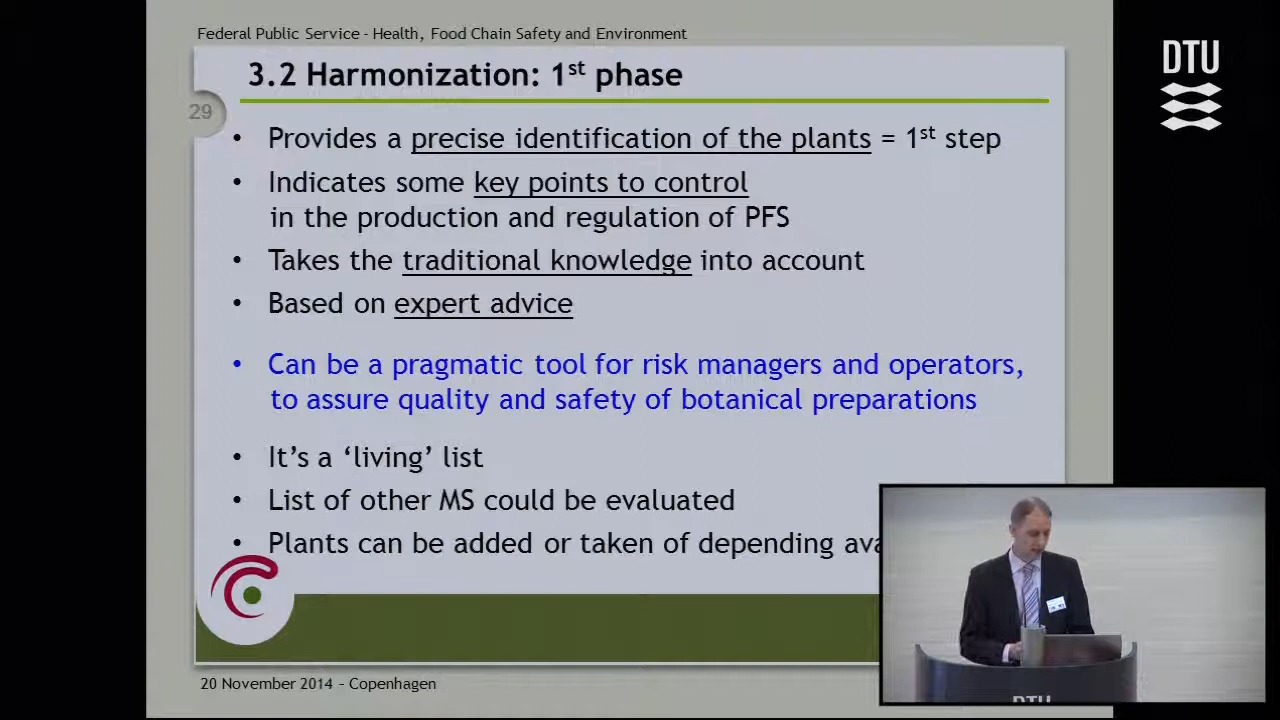 Federal Public Service - Health, Food Chain Safety and Environment
3.2 Harmonization: 1st phase
29
• Provides a precise identification of the plants = 1st step
• Indicates some key points to control
in the production and regulation of PFS
• Takes the traditional knowledge into account
• Based on expert advice
• Can be a pragmatic tool for risk managers and operators,
to assure quality and safety of botanical preparations
• It's a ‘living’ list
• List of other MS could be evaluated
• Plants can be added or taken of depending ava
20 November 2014 – Copenhagen
DTU
DTU